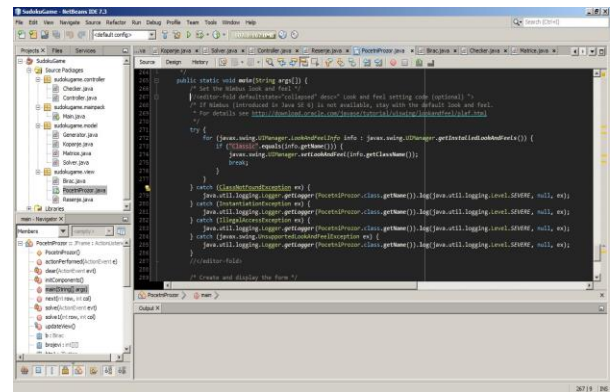 SudokuGame - NetBeans IDE 7.3
File Edit View Navigate Source Refactor Run Debug Profile Team Tools Window Help
Search (Ctrl+I)
<default config>
Projects Files Services
Kopanje.java Solver.java Controller.java Resenje.java PocetniProzor.java Birac.java Checker.java Matrice.java
SudokuGame
Source Packages
sudokugame.controller
Checker.java
Controller.java
sudokugame.mainpack
Main.java
sudokugame.model
Generator.java
Kopanje.java
Matrice.java
Solver.java
sudokugame.view
Birac.java
PocetniProzor.java
Resenje.java
Libraries
Source Design History
*/
public static void main(String args[]) {
/* Set the Nimbus look and feel */
//<editor-fold defaultstate="collapsed" desc=" Look and feel setting code (optional) ">
/* If Nimbus (introduced in Java SE 6) is not available, stay with the default look and feel.
* For details see http://download.oracle.com/javase/tutorial/uiswing/lookandfeel/plaf.html
*/
try {
for (javax.swing.UIManager.LookAndFeelInfo info : javax.swing.UIManager.getInstalledLookAndFeels()) {
if ("Classic".equals(info.getName())) {
javax.swing.UIManager.setLookAndFeel(info.getClassName());
break;
}
}
} catch (ClassNotFoundException ex) {
java.util.logging.Logger.getLogger(PocetniProzor.class.getName()).log(java.util.logging.Level.SEVERE, null, ex);
} catch (InstantiationException ex) {
java.util.logging.Logger.getLogger(PocetniProzor.class.getName()).log(java.util.logging.Level.SEVERE, null, ex);
} catch (IllegalAccessException ex) {
java.util.logging.Logger.getLogger(PocetniProzor.class.getName()).log(java.util.logging.Level.SEVERE, null, ex);
} catch (javax.swing.UnsupportedLookAndFeelException ex) {
java.util.logging.Logger.getLogger(PocetniProzor.class.getName()).log(java.util.logging.Level.SEVERE, null, ex);
}
//</editor-fold>
/* Create and display the form */
main - Navigator
Members <empty>
PocetniProzor :: JFrame : ActionListener
PocetniProzor()
actionPerformed(ActionEvent e)
clear(ActionEvent evt)
initComponents()
main(String[] args)
next(int row, int col)
solve(ActionEvent evt)
solve1(int row, int col)
updateView()
b : Birac
brojevi : int[][]
PocetniProzor main
Output
267|9 INS